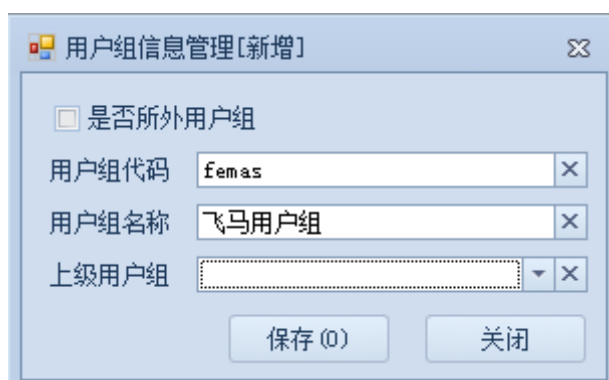 用户组信息管理[新增]
是否所外用户组
用户组代码 femas
用户组名称 飞马用户组
上级用户组
保存(O) 关闭